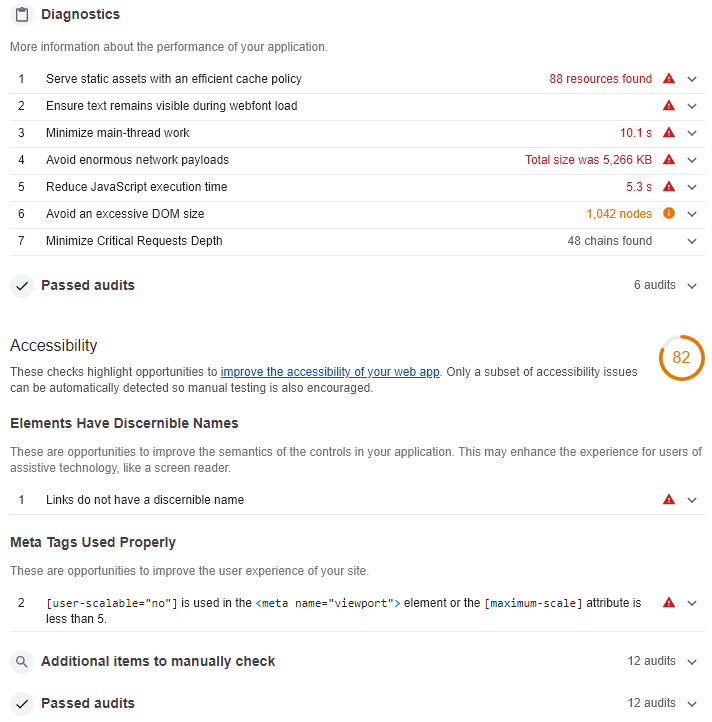 Diagnostics
More information about the performance of your application.
1 Serve static assets with an efficient cache policy 88 resources found
2 Ensure text remains visible during webfont load
3 Minimize main-thread work 10.1 s
4 Avoid enormous network payloads Total size was 5,266 KB
5 Reduce JavaScript execution time 5.3 s
6 Avoid an excessive DOM size 1,042 nodes
7 Minimize Critical Requests Depth 48 chains found
Passed audits 6 audits
Accessibility
These checks highlight opportunities to improve the accessibility of your web app. Only a subset of accessibility issues
can be automatically detected so manual testing is also encouraged.
82
Elements Have Discernible Names
These are opportunities to improve the semantics of the controls in your application. This may enhance the experience for users of
assistive technology, like a screen reader.
1 Links do not have a discernible name
Meta Tags Used Properly
These are opportunities to improve the user experience of your site.
2 [user-scalable="no"] is used in the <meta name="viewport"> element or the [maximum-scale] attribute is
less than 5.
Additional items to manually check 12 audits
Passed audits 12 audits